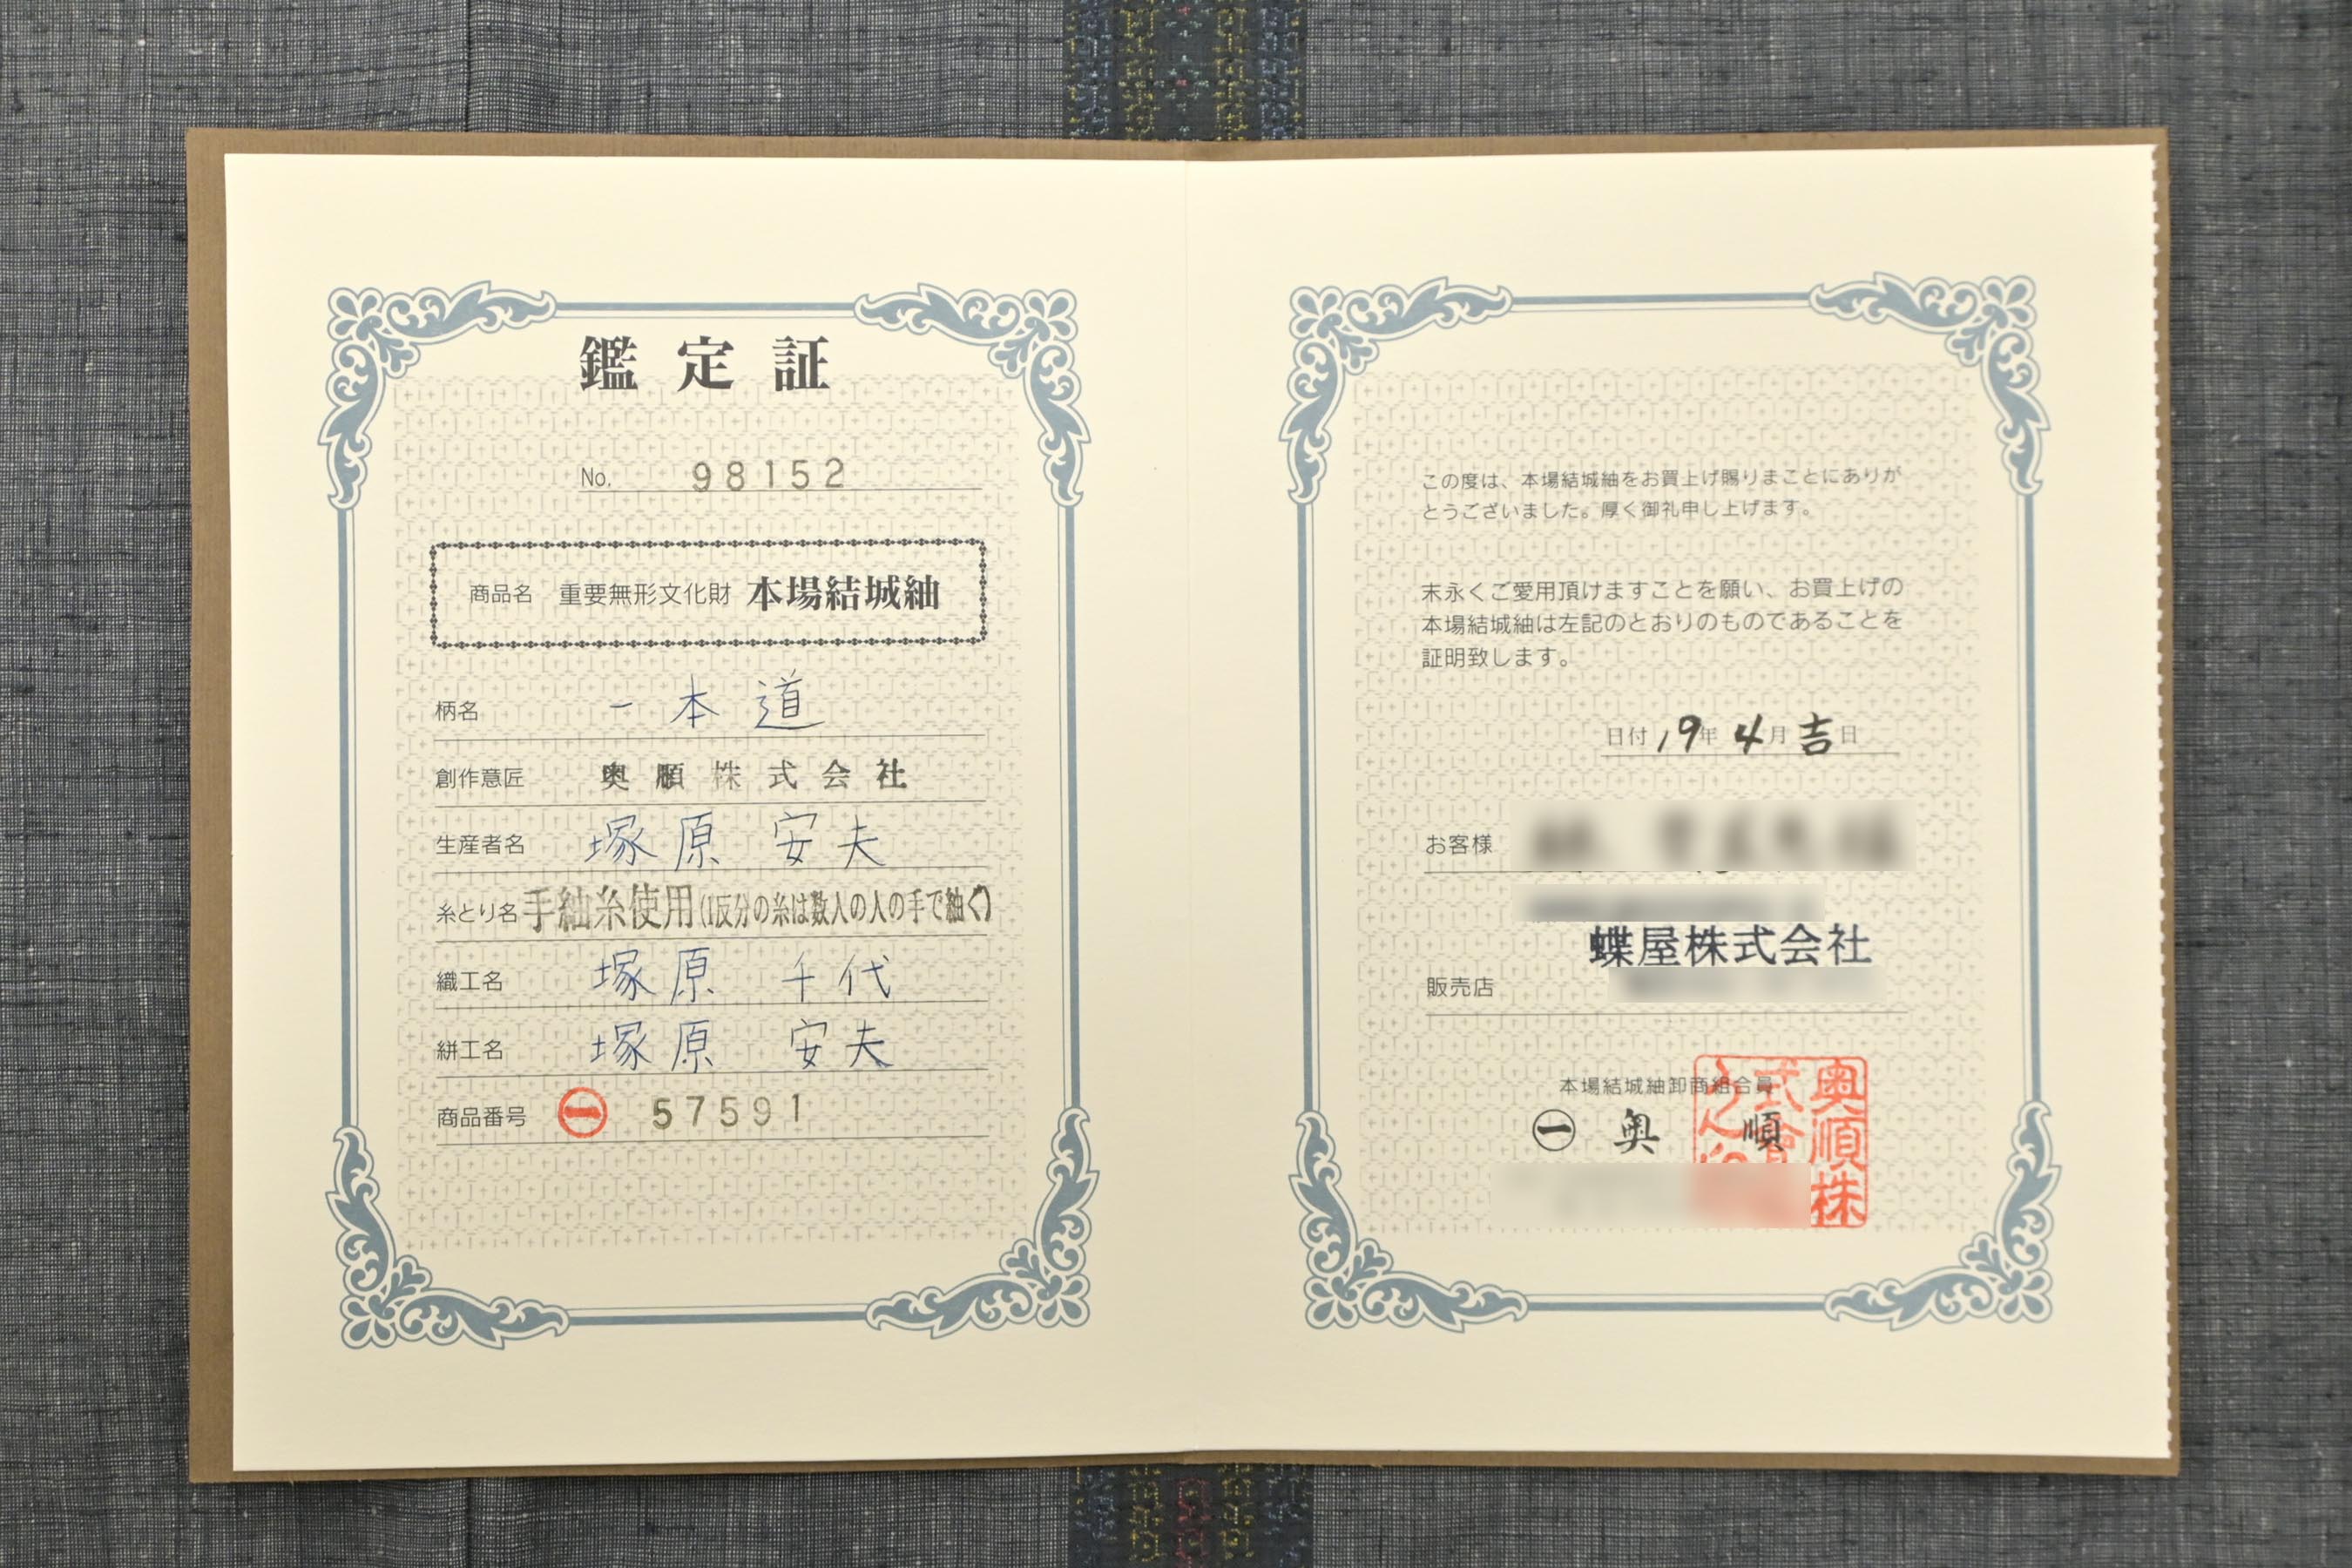 鑑定証
No. 98152
商品名 重要無形文化財 本場結城紬
柄名 一本道
創作意匠 奥順株式会社
生産者名 塚原 安夫
糸とり名 手紬糸使用(1反分の糸は数人の人の手で紬ぐ)
織工名 塚原 千代
絣工名 塚原 安夫
商品番号 ㊀ 57591
この度は、本場結城紬をお買上げ賜りまことにありが
とうございました。厚く御礼申し上げます。
末永くご愛用頂けますことを願い、お買上げの
本場結城紬は左記のとおりのものであることを
証明致します。
日付 19年 4月 吉日
お客様
蝶屋株式会社
販売店
本場結城紬卸商組合員
㊀ 奥 順
奥順株